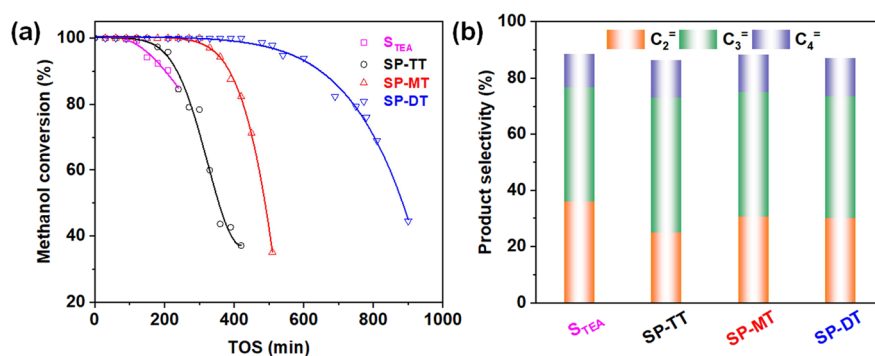 (a)
Methanol conversion (%)
100
80
60
40
20
0 200 400 600 800 1000
TOS (min)
S_TEA
SP-TT
SP-MT
SP-DT
(b)
Product selectivity (%)
100
80
60
40
20
0
C₂⁼ C₃⁼ C₄⁼
S_TEA SP-TT SP-MT SP-DT